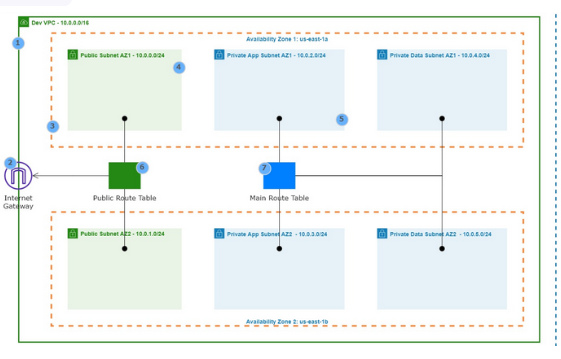 Dev VPC - 10.0.0.0/16
1
Availability Zone 1: us-east-1a
Public Subnet AZ1 - 10.0.0.0/24
Private App Subnet AZ1 - 10.0.2.0/24
Private Data Subnet AZ1 - 10.0.4.0/24
4
5
3
2
6
7
Internet
Gateway
Public Route Table
Main Route Table
Public Subnet AZ2 - 10.0.1.0/24
Private App Subnet AZ2 - 10.0.3.0/24
Private Data Subnet AZ2 - 10.0.5.0/24
Availability Zone 2: us-east-1b